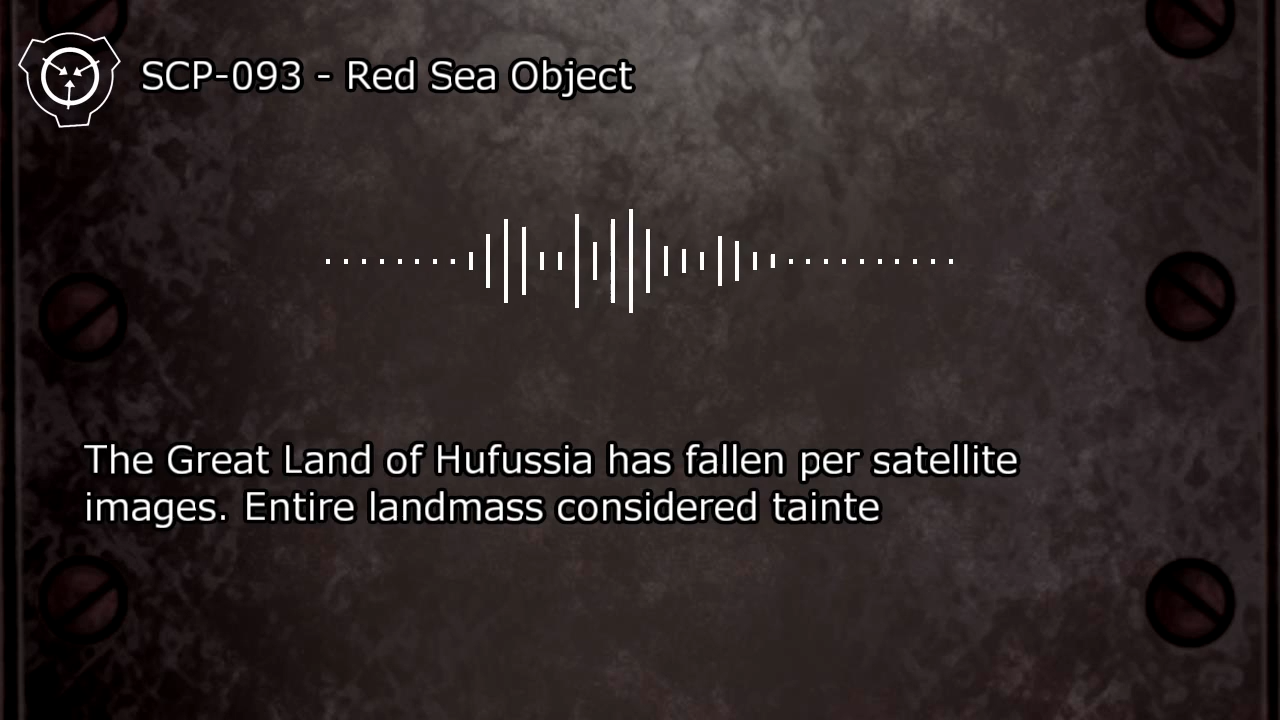 SCP-093 - Red Sea Object
The Great Land of Hufussia has fallen per satellite
images. Entire landmass considered tainte